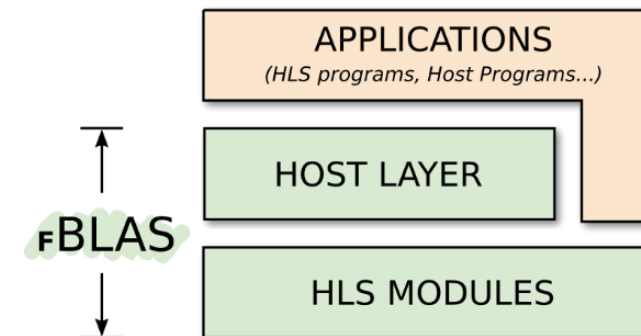 APPLICATIONS
(HLS programs, Host Programs...)
HOST LAYER
FBLAS
HLS MODULES